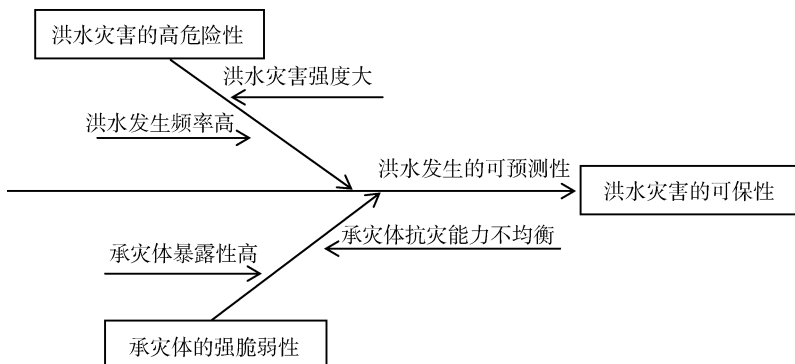 洪水灾害的高危险性
洪水灾害强度大
洪水发生频率高
洪水发生的可预测性
洪水灾害的可保性
承灾体抗灾能力不均衡
承灾体暴露性高
承灾体的强脆弱性